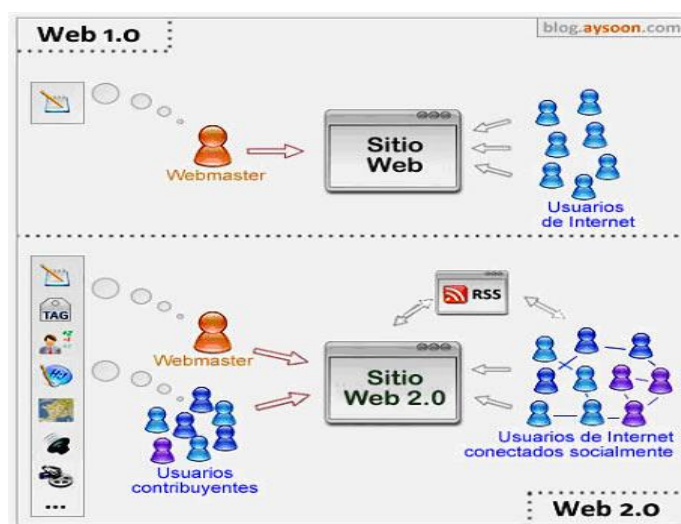 Web 1.0
blog.aysoon.com
Webmaster
Sitio
Web
Usuarios
de Internet
TAG
Webmaster
Usuarios
contribuyentes
RSS
Sitio
Web 2.0
Usuarios de Internet
conectados socialmente
...
Web 2.0